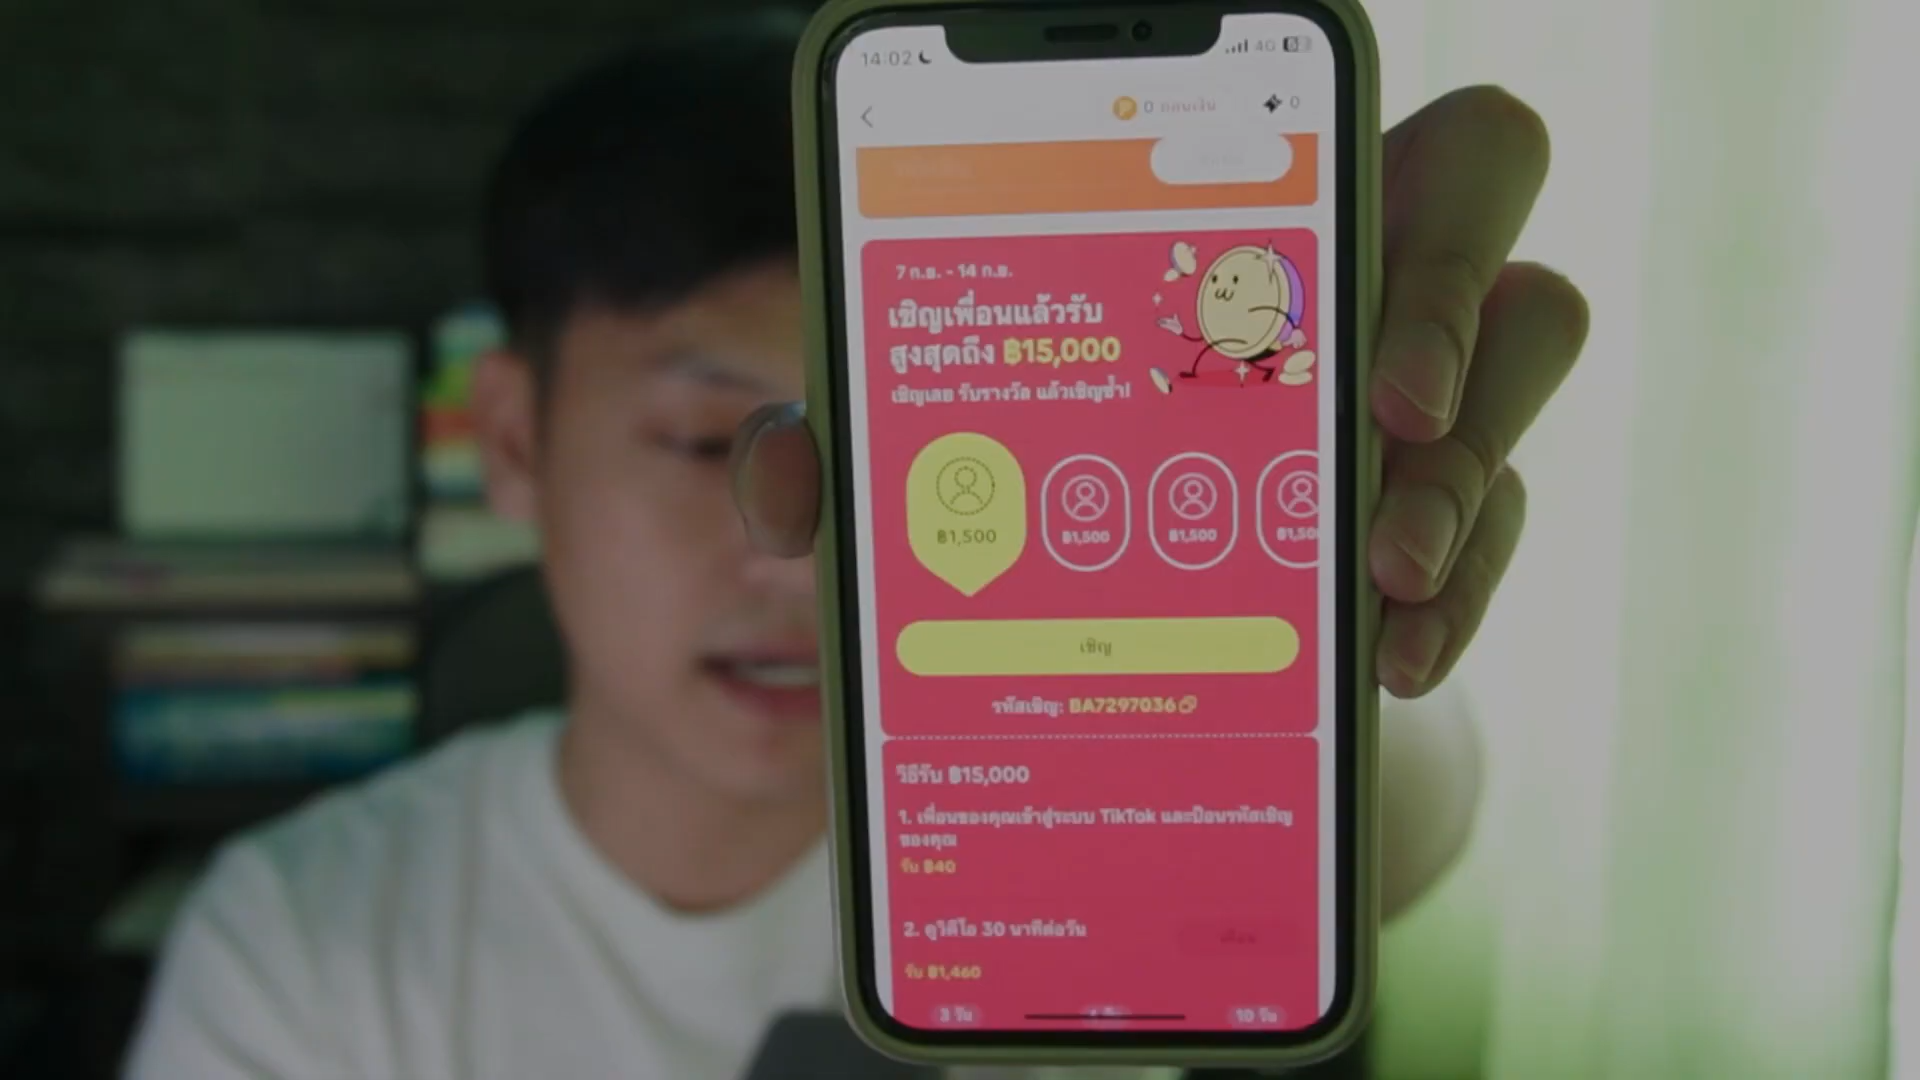 14:02
4G
0 ถอนเงิน
0
7 ก.ย. - 14 ก.ย.
เชิญเพื่อนแล้วรับ
สูงสุดถึง ฿15,000
เชิญเลย รับรางวัล แล้วเชิญซ้ำ!
฿1,500
฿1,500
฿1,500
เชิญ
รหัสเชิญ: BA7297036
วิธีรับ ฿15,000
1. เพื่อนของคุณเข้าสู่ระบบ TikTok และป้อนรหัสเชิญ
ของคุณ
รับ ฿40
2. ดูวิดีโอ 30 นาทีต่อวัน
รับ ฿1,460
3 วัน
10 วัน